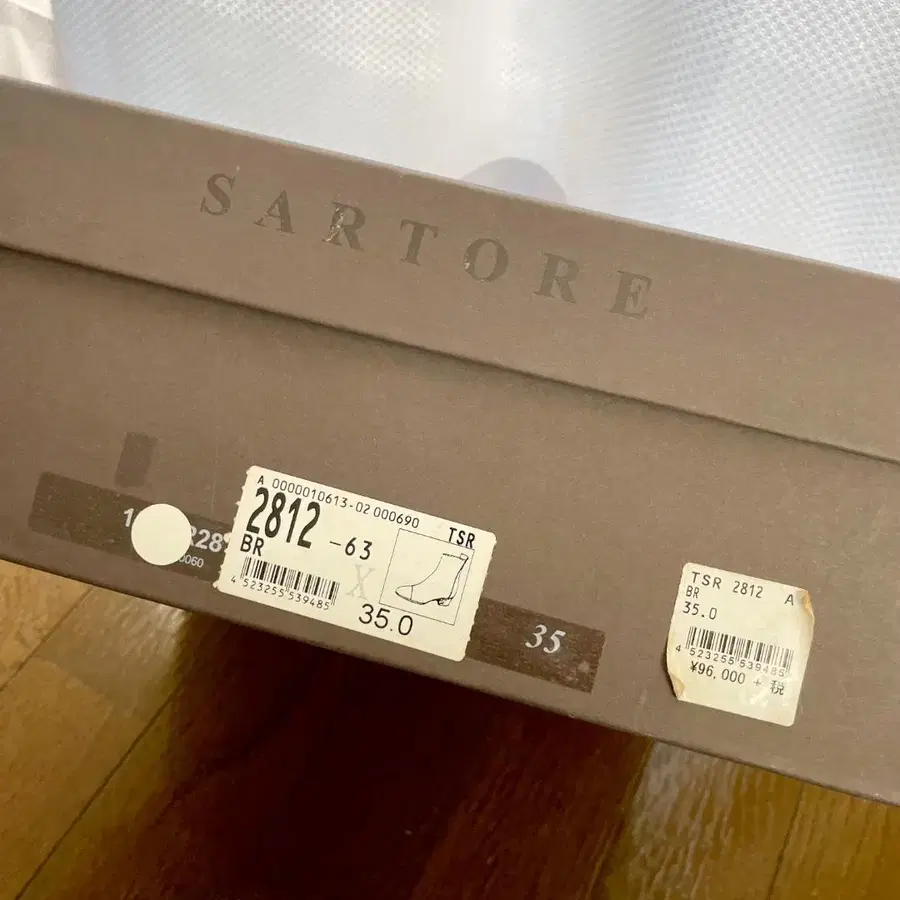 SARTORE
A 0000010613-02 000690
2812 -63 TSR
BR
4 523255 539485
X
35.0
35
TSR 2812 A
BR
35.0
4 523255 539485
¥96,000 + 税